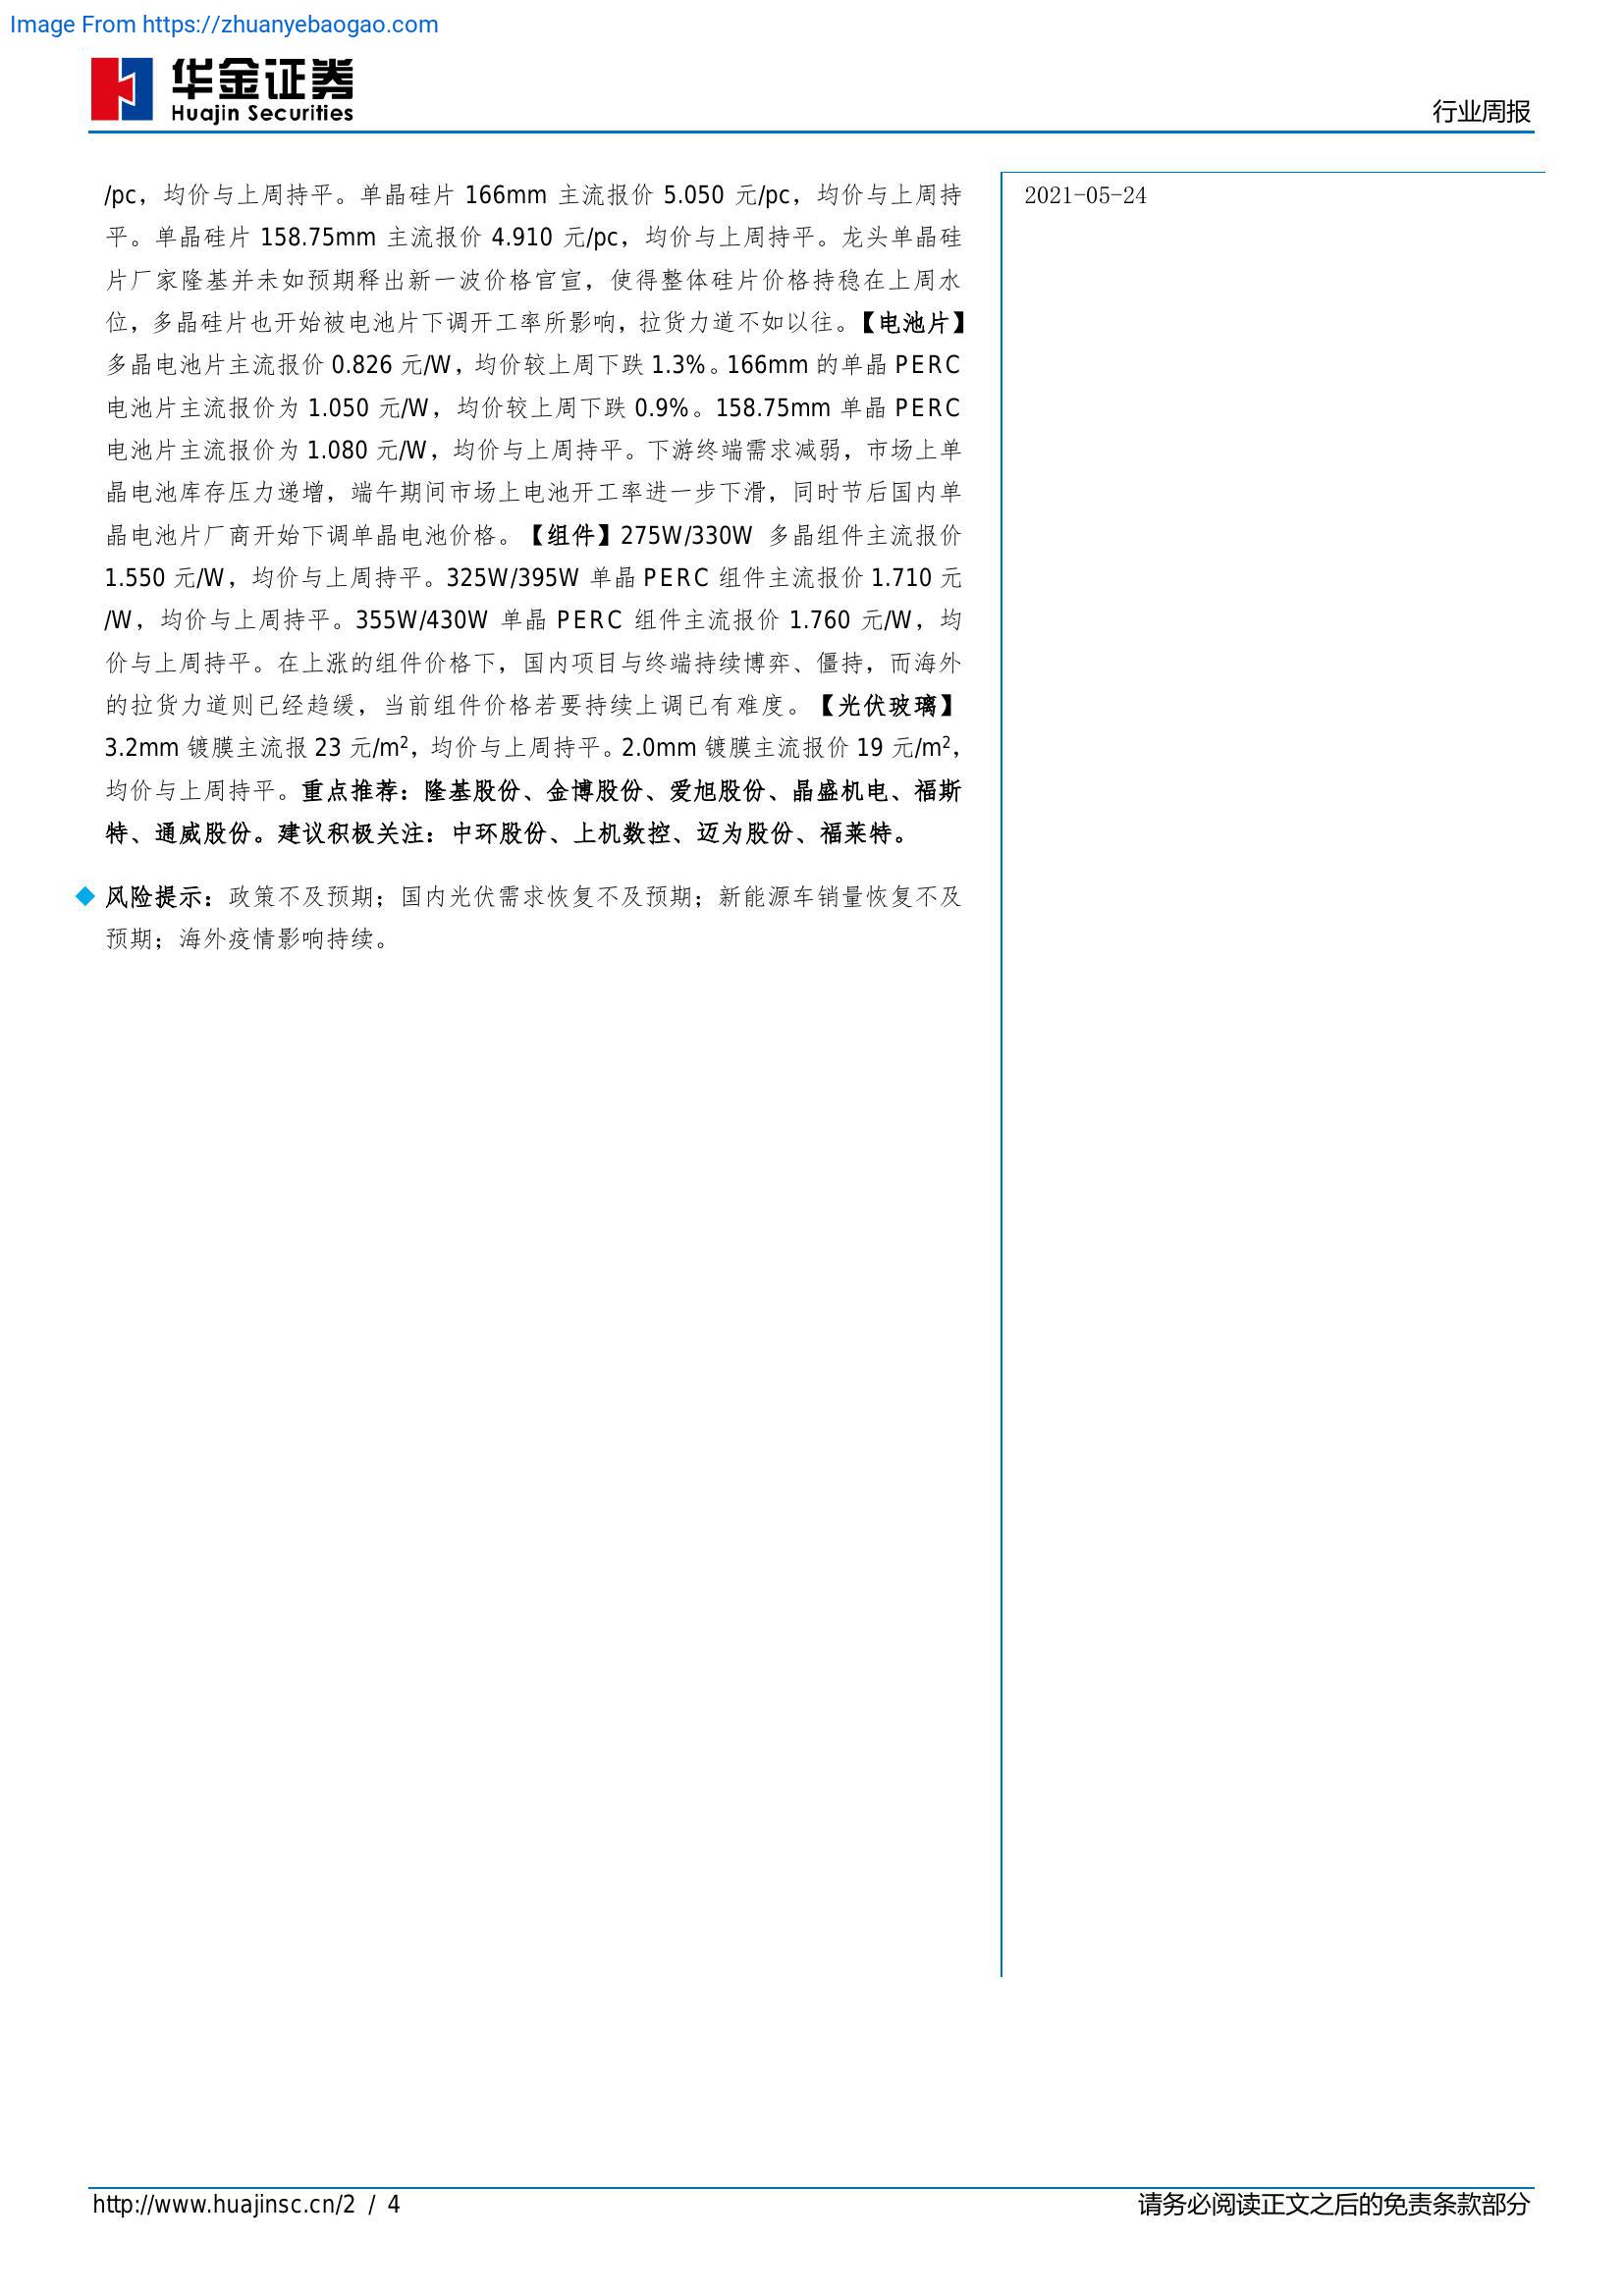 Image From https://zhuanyebaogao.com
华金证券
Huajin Securities
行业周报
/pc，均价与上周持平。单晶硅片 166mm 主流报价 5.050 元/pc，均价与上周持
平。单晶硅片 158.75mm 主流报价 4.910 元/pc，均价与上周持平。龙头单晶硅
片厂家隆基并未如预期释出新一波价格官宣，使得整体硅片价格持稳在上周水
位，多晶硅片也开始被电池片下调开工率所影响，拉货力道不如以往。【电池片】
多晶电池片主流报价 0.826 元/W，均价较上周下跌 1.3%。166mm 的单晶 PERC
电池片主流报价为 1.050 元/W，均价较上周下跌 0.9%。158.75mm 单晶 PERC
电池片主流报价为 1.080 元/W，均价与上周持平。下游终端需求减弱，市场上单
晶电池库存压力递增，端午期间市场上电池开工率进一步下滑，同时节后国内单
晶电池片厂商开始下调单晶电池价格。【组件】275W/330W 多晶组件主流报价
1.550 元/W，均价与上周持平。325W/395W 单晶 PERC 组件主流报价 1.710 元
/W，均价与上周持平。355W/430W 单晶 PERC 组件主流报价 1.760 元/W，均
价与上周持平。在上涨的组件价格下，国内项目与终端持续博弈、僵持，而海外
的拉货力道则已经趋缓，当前组件价格若要持续上调已有难度。【光伏玻璃】
3.2mm 镀膜主流报 23 元/m²，均价与上周持平。2.0mm 镀膜主流报价 19 元/m²，
均价与上周持平。重点推荐：隆基股份、金博股份、爱旭股份、晶盛机电、福斯
特、通威股份。建议积极关注：中环股份、上机数控、迈为股份、福莱特。
◆ 风险提示：政策不及预期；国内光伏需求恢复不及预期；新能源车销量恢复不及
预期；海外疫情影响持续。
2021-05-24
http://www.huajinsc.cn/2 / 4
请务必阅读正文之后的免责条款部分